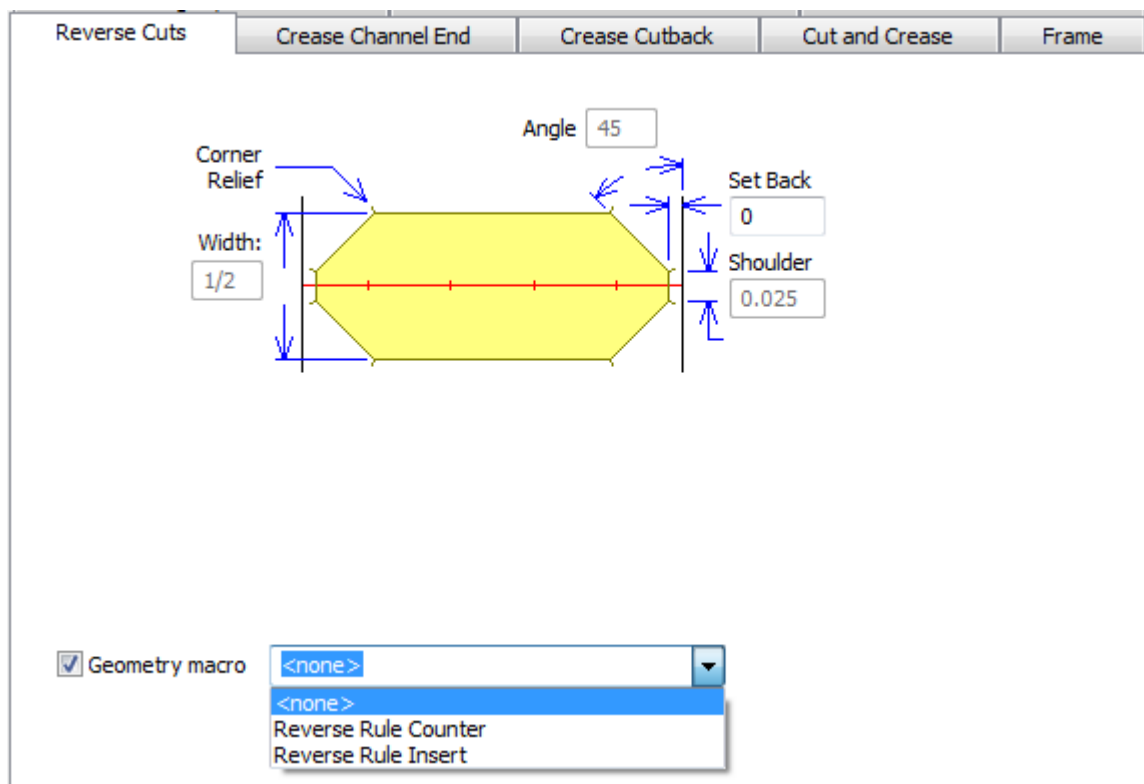 Reverse Cuts
Crease Channel End
Crease Cutback
Cut and Crease
Frame
Angle
45
Corner
Relief
Set Back
0
Width:
1/2
Shoulder
0.025
Geometry macro
<none>
<none>
Reverse Rule Counter
Reverse Rule Insert